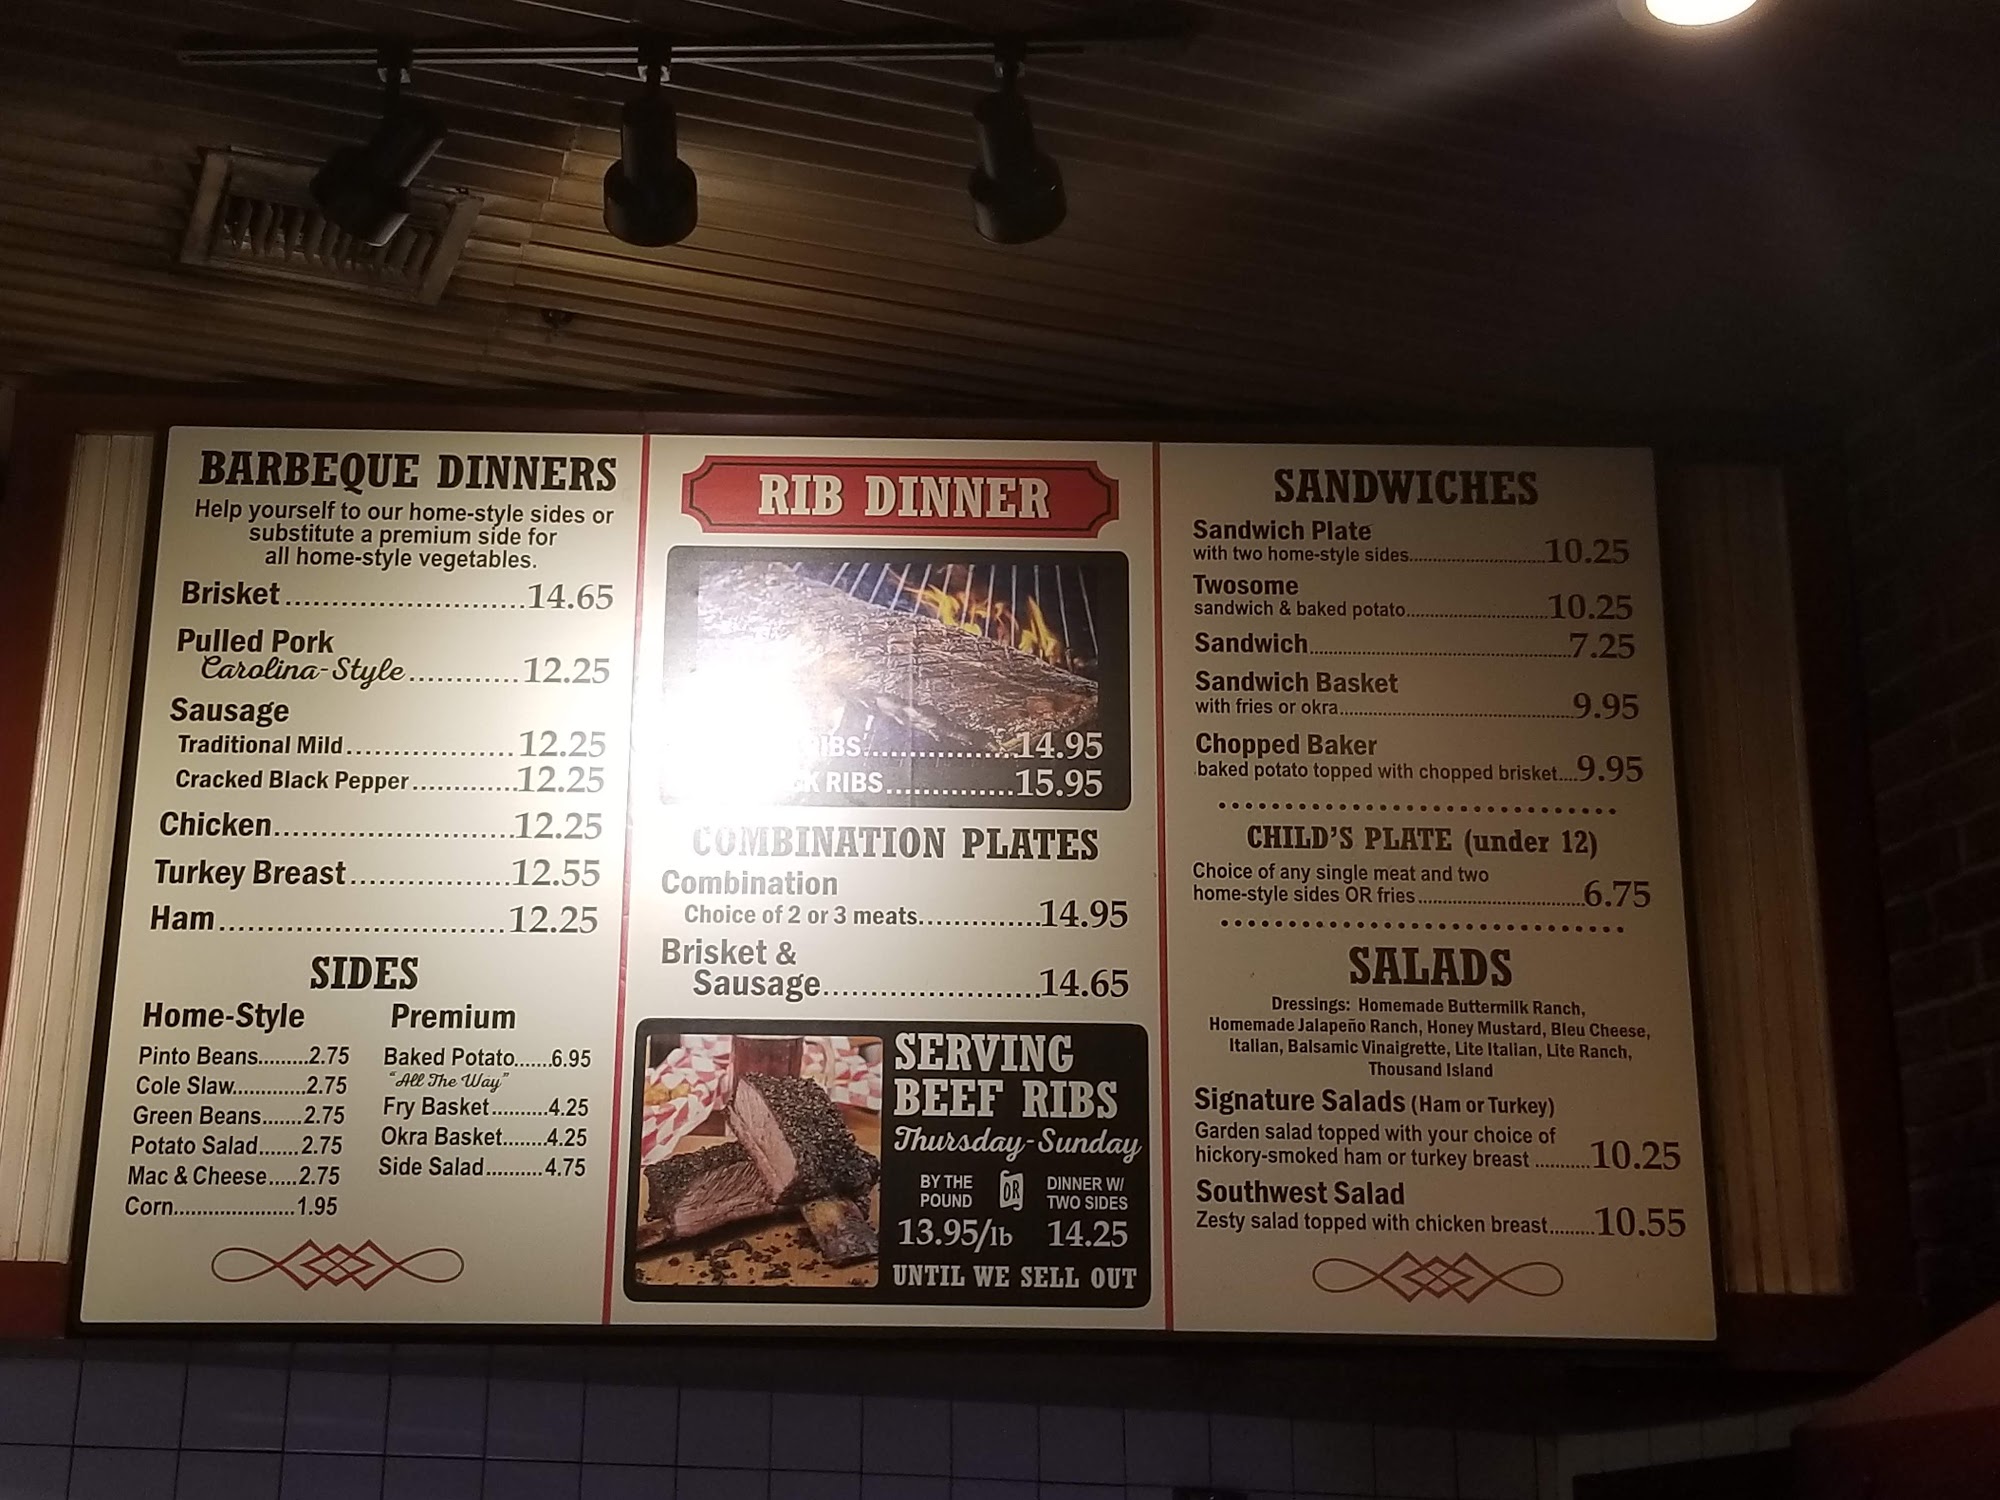 BARBEQUE DINNERS
Help yourself to our home-style sides or
substitute a premium side for
all home-style vegetables.
Brisket..........................14.65
Pulled Pork
Carolina-Style............12.25
Sausage
Traditional Mild...................12.25
Cracked Black Pepper............12.25
Chicken..........................12.25
Turkey Breast.................12.55
Ham..............................12.25
SIDES
Home-Style
Pinto Beans.........2.75
Cole Slaw.............2.75
Green Beans.......2.75
Potato Salad.......2.75
Mac & Cheese.....2.75
Corn.....................1.95
Premium
Baked Potato......6.95
"All The Way"
Fry Basket..........4.25
Okra Basket........4.25
Side Salad..........4.75
RIB DINNER
RIBS...................14.95
RIBS...............15.95
COMBINATION PLATES
Combination
Choice of 2 or 3 meats..............14.95
Brisket &
Sausage........................14.65
SERVING
BEEF RIBS
Thursday-Sunday
BY THE
POUND
13.95/lb
OR
DINNER W/
TWO SIDES
14.25
UNTIL WE SELL OUT
SANDWICHES
Sandwich Plate
with two home-style sides..........................10.25
Twosome
sandwich & baked potato...........................10.25
Sandwich..................................................7.25
Sandwich Basket
with fries or okra.............................................9.95
Chopped Baker
baked potato topped with chopped brisket....9.95
CHILD'S PLATE (under 12)
Choice of any single meat and two
home-style sides OR fries................................6.75
SALADS
Dressings: Homemade Buttermilk Ranch,
Homemade Jalapeño Ranch, Honey Mustard, Bleu Cheese,
Italian, Balsamic Vinaigrette, Lite Italian, Lite Ranch,
Thousand Island
Signature Salads (Ham or Turkey)
Garden salad topped with your choice of
hickory-smoked ham or turkey breast ..........10.25
Southwest Salad
Zesty salad topped with chicken breast.........10.55